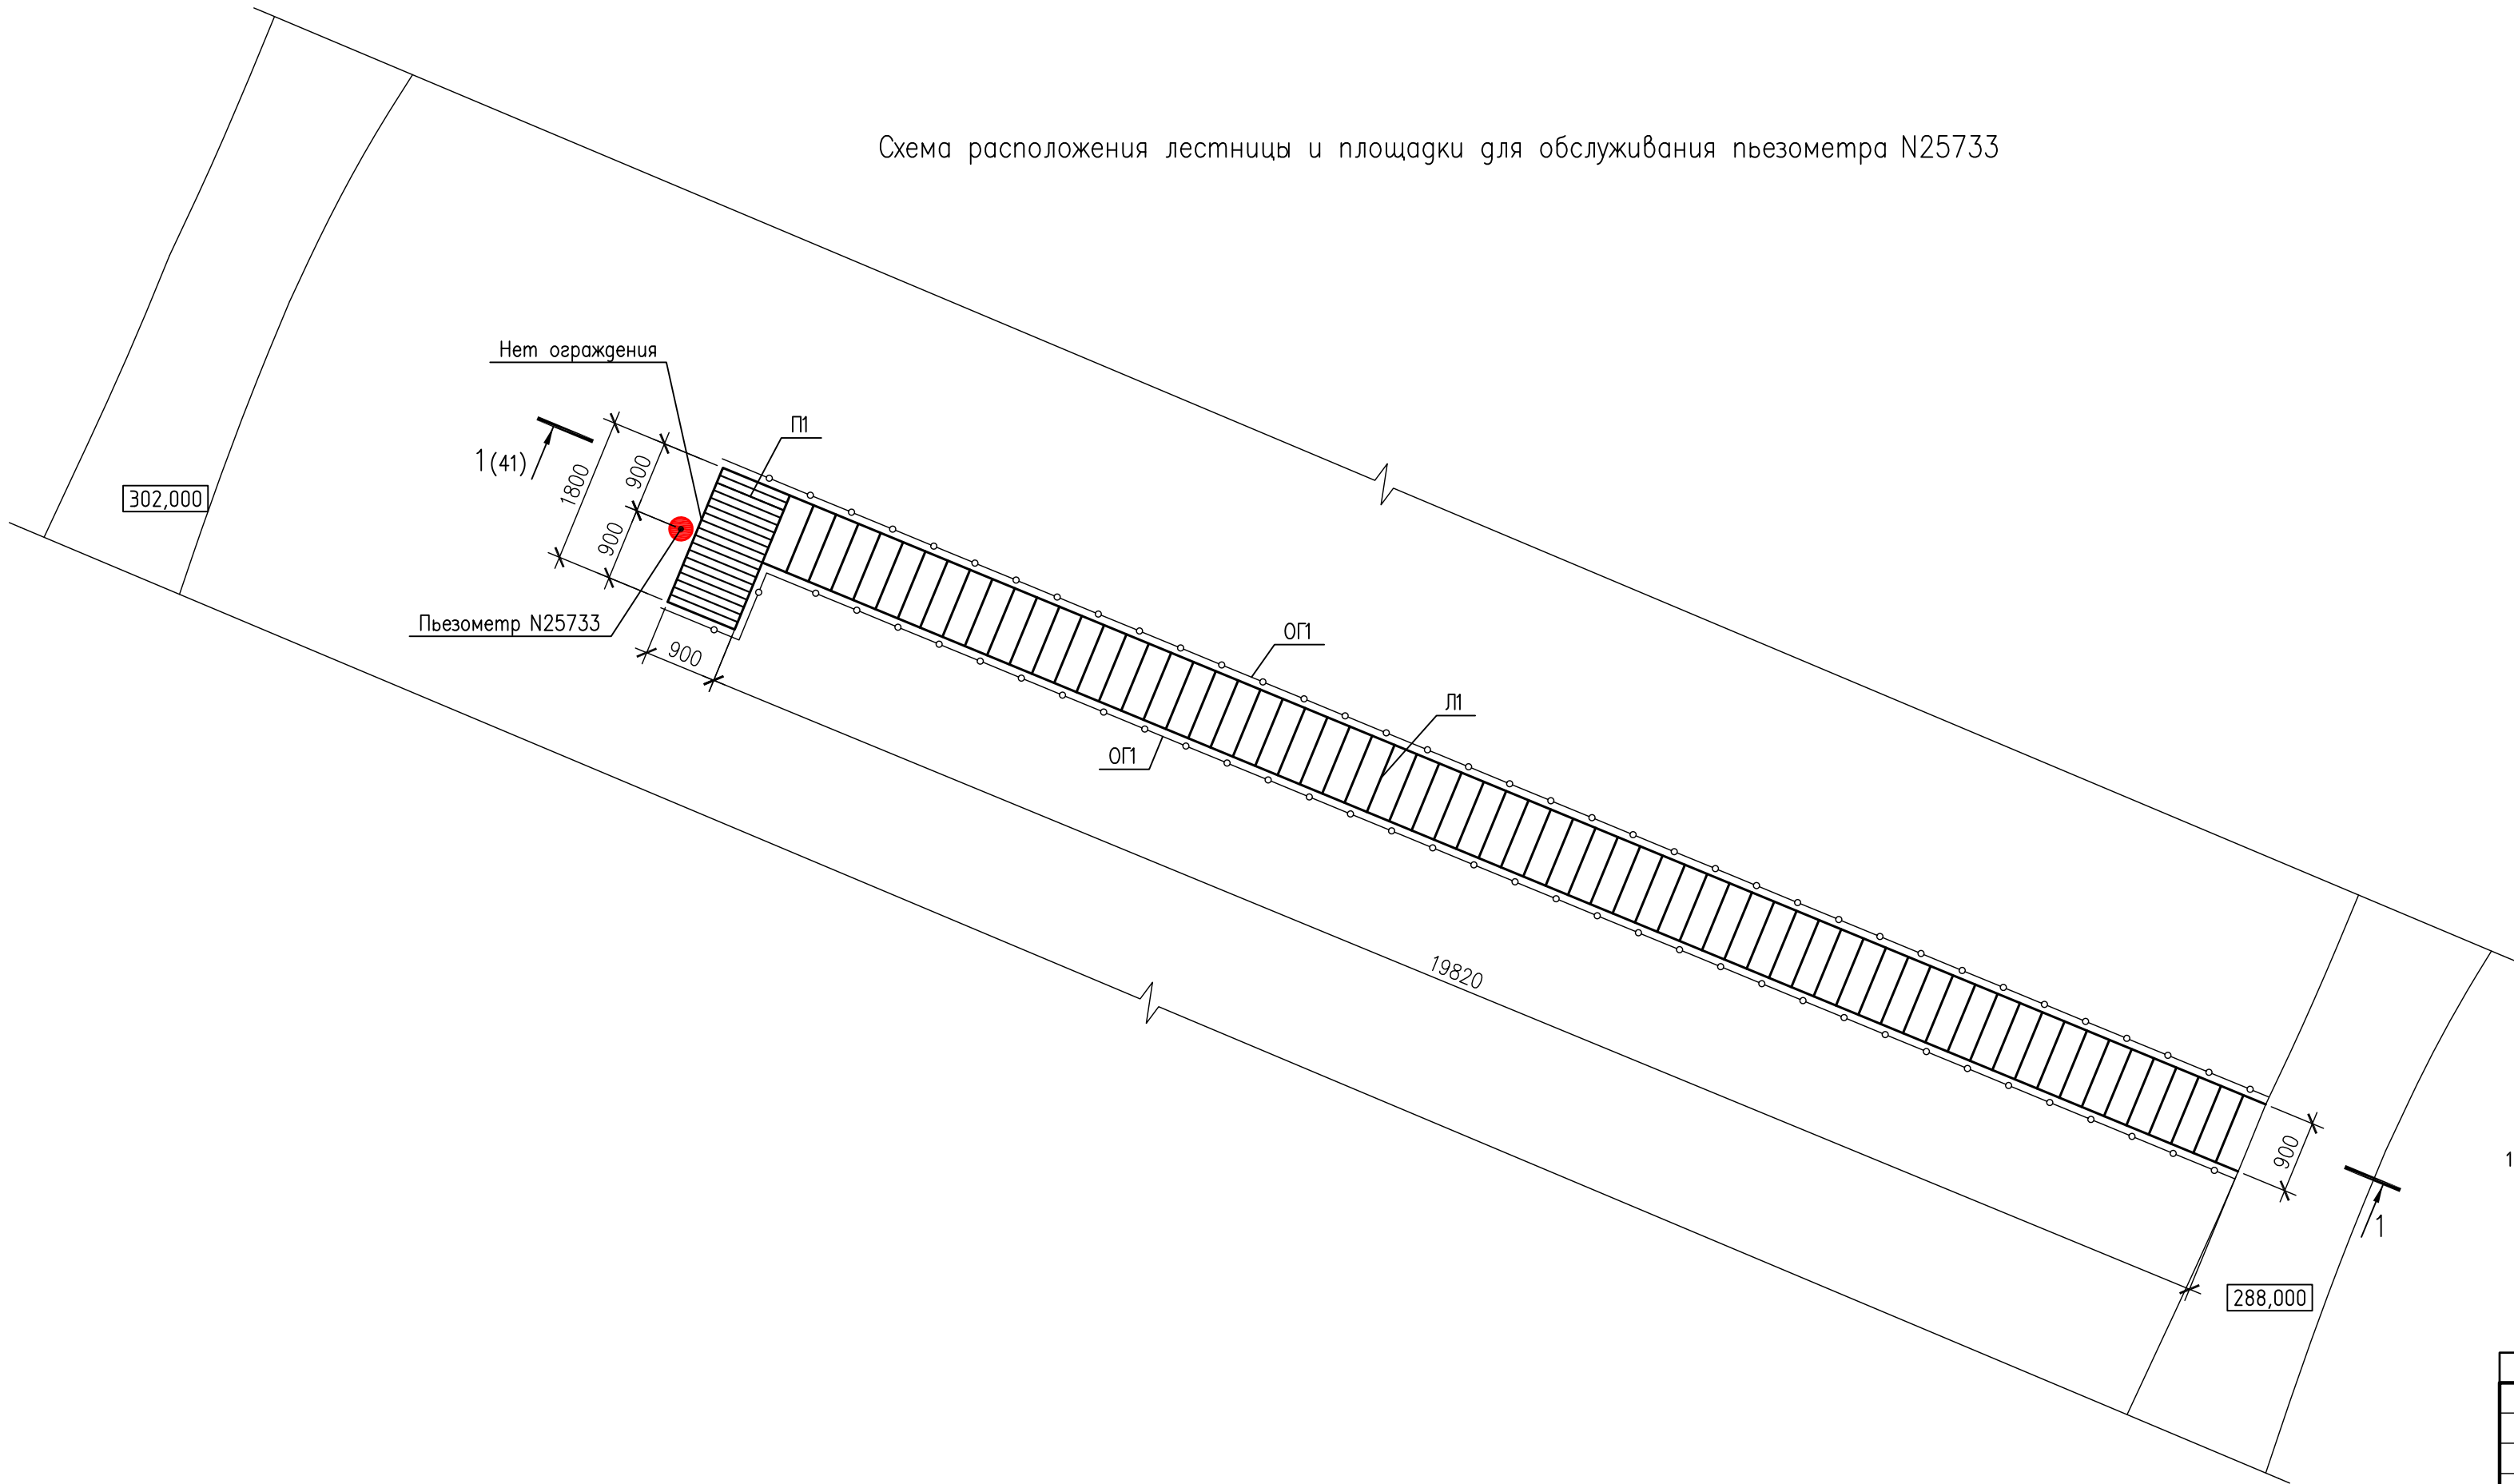 Схема расположения лестницы и площадки для обслуживания пьезометра N25733
Нет ограждения
П1
1(41)
1800
900
900
302,000
Пьезометр N25733
900
ОГ1
Л1
ОГ1
19820
900
1
1
288,000